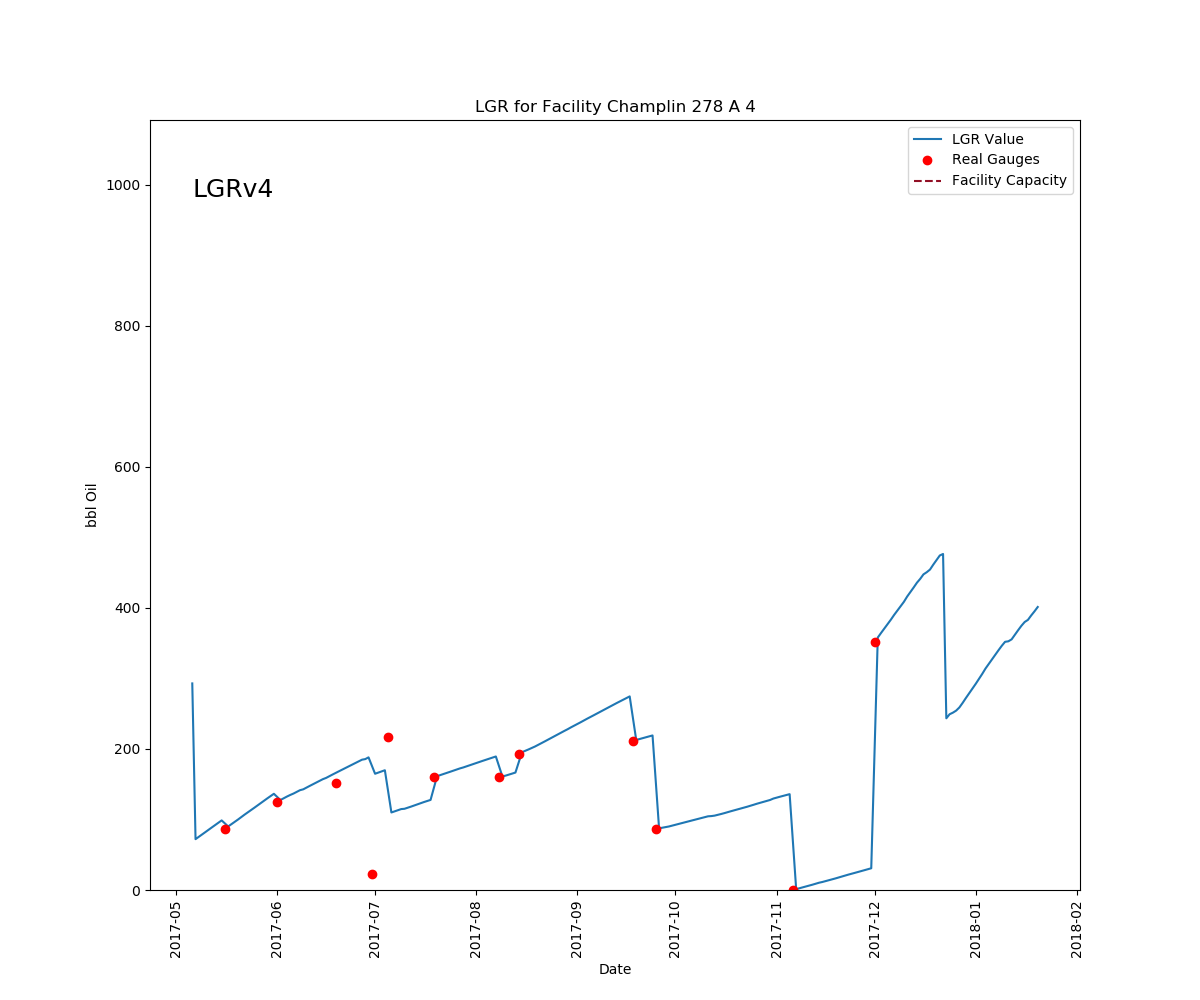 LGR for Facility Champlin 278 A 4
LGRv4
LGR Value
Real Gauges
Facility Capacity
1000
800
600
400
200
0
bbl Oil
2017-05
2017-06
2017-07
2017-08
2017-09
2017-10
2017-11
2017-12
2018-01
2018-02
Date